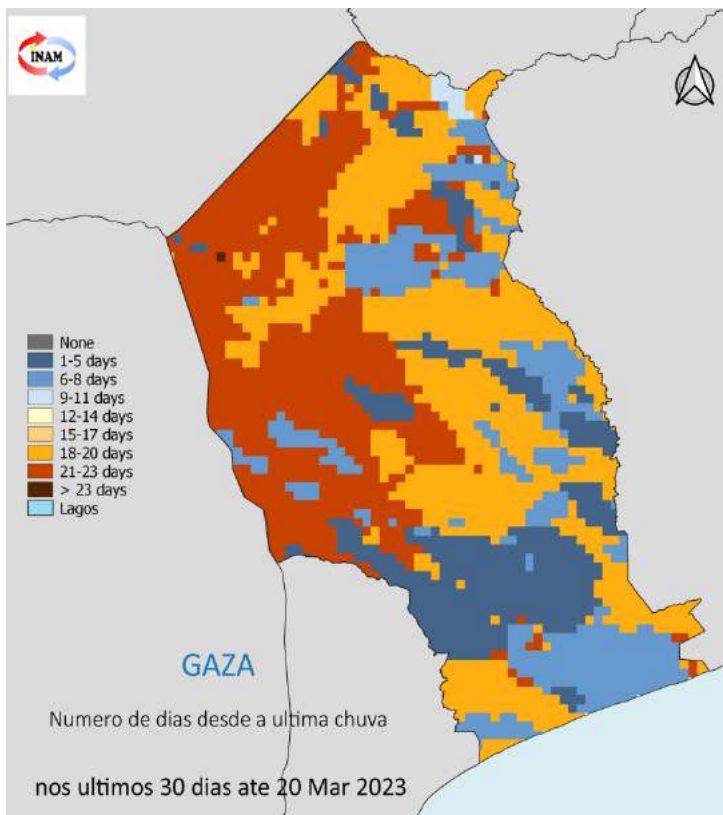 INAM
None
1-5 days
6-8 days
9-11 days
12-14 days
15-17 days
18-20 days
21-23 days
> 23 days
Lagos
GAZA
Numero de dias desde a ultima chuva
nos ultimos 30 dias ate 20 Mar 2023